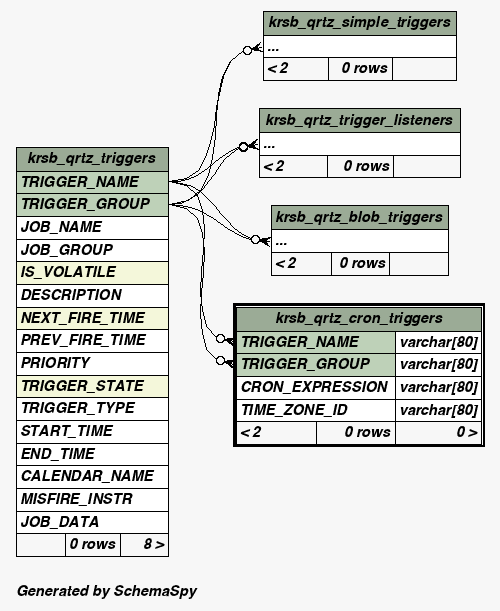 krsb_qrtz_simple_triggers
...
< 2 0 rows
krsb_qrtz_trigger_listeners
...
< 2 0 rows
krsb_qrtz_blob_triggers
...
< 2 0 rows
krsb_qrtz_cron_triggers
TRIGGER_NAME varchar[80]
TRIGGER_GROUP varchar[80]
CRON_EXPRESSION varchar[80]
TIME_ZONE_ID varchar[80]
< 2 0 rows 0 >
krsb_qrtz_triggers
TRIGGER_NAME
TRIGGER_GROUP
JOB_NAME
JOB_GROUP
IS_VOLATILE
DESCRIPTION
NEXT_FIRE_TIME
PREV_FIRE_TIME
PRIORITY
TRIGGER_STATE
TRIGGER_TYPE
START_TIME
END_TIME
CALENDAR_NAME
MISFIRE_INSTR
JOB_DATA
0 rows 8 >
Generated by SchemaSpy